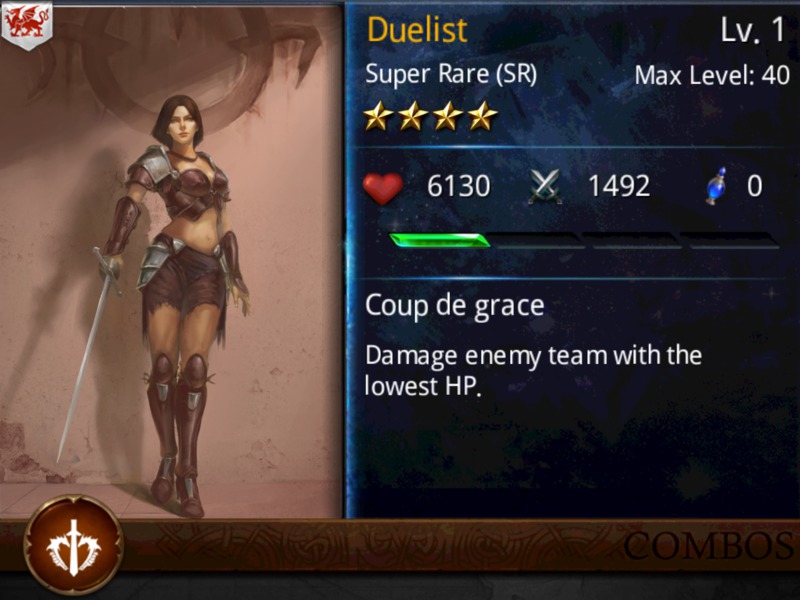 Duelist Lv. 1
Super Rare (SR) Max Level: 40
6130 1492 0
Coup de grace
Damage enemy team with the
lowest HP.
COMBOS